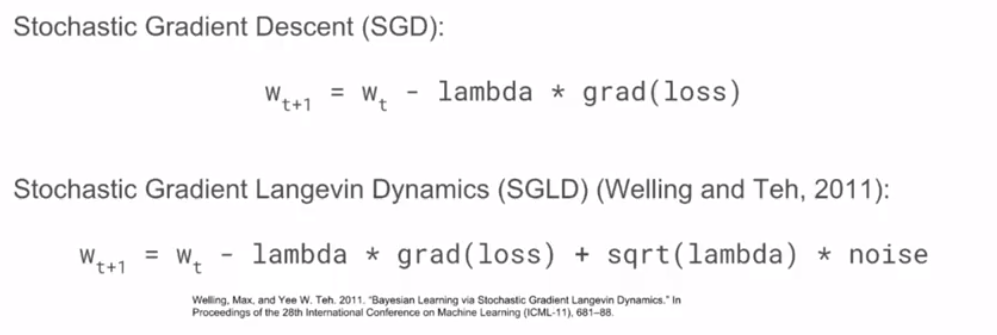 Stochastic Gradient Descent (SGD):
w_{t+1} = w_t - lambda * grad(loss)
Stochastic Gradient Langevin Dynamics (SGLD) (Welling and Teh, 2011):
w_{t+1} = w_t - lambda * grad(loss) + sqrt(lambda) * noise
Welling, Max, and Yee W. Teh. 2011. “Bayesian Learning via Stochastic Gradient Langevin Dynamics.” In
Proceedings of the 28th International Conference on Machine Learning (ICML-11), 681–88.